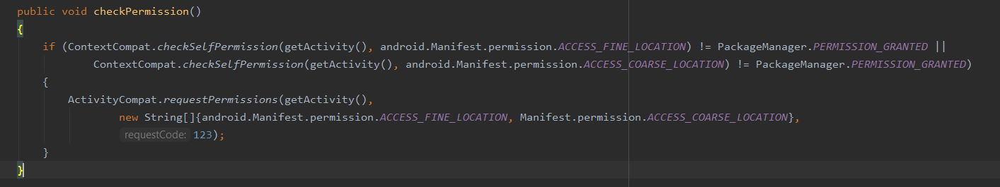 public void checkPermission()
{
if (ContextCompat.checkSelfPermission(getActivity(), android.Manifest.permission.ACCESS_FINE_LOCATION) != PackageManager.PERMISSION_GRANTED ||
ContextCompat.checkSelfPermission(getActivity(), android.Manifest.permission.ACCESS_COARSE_LOCATION) != PackageManager.PERMISSION_GRANTED)
{
ActivityCompat.requestPermissions(getActivity(),
new String[]{android.Manifest.permission.ACCESS_FINE_LOCATION, Manifest.permission.ACCESS_COARSE_LOCATION},
requestCode: 123);
}
}